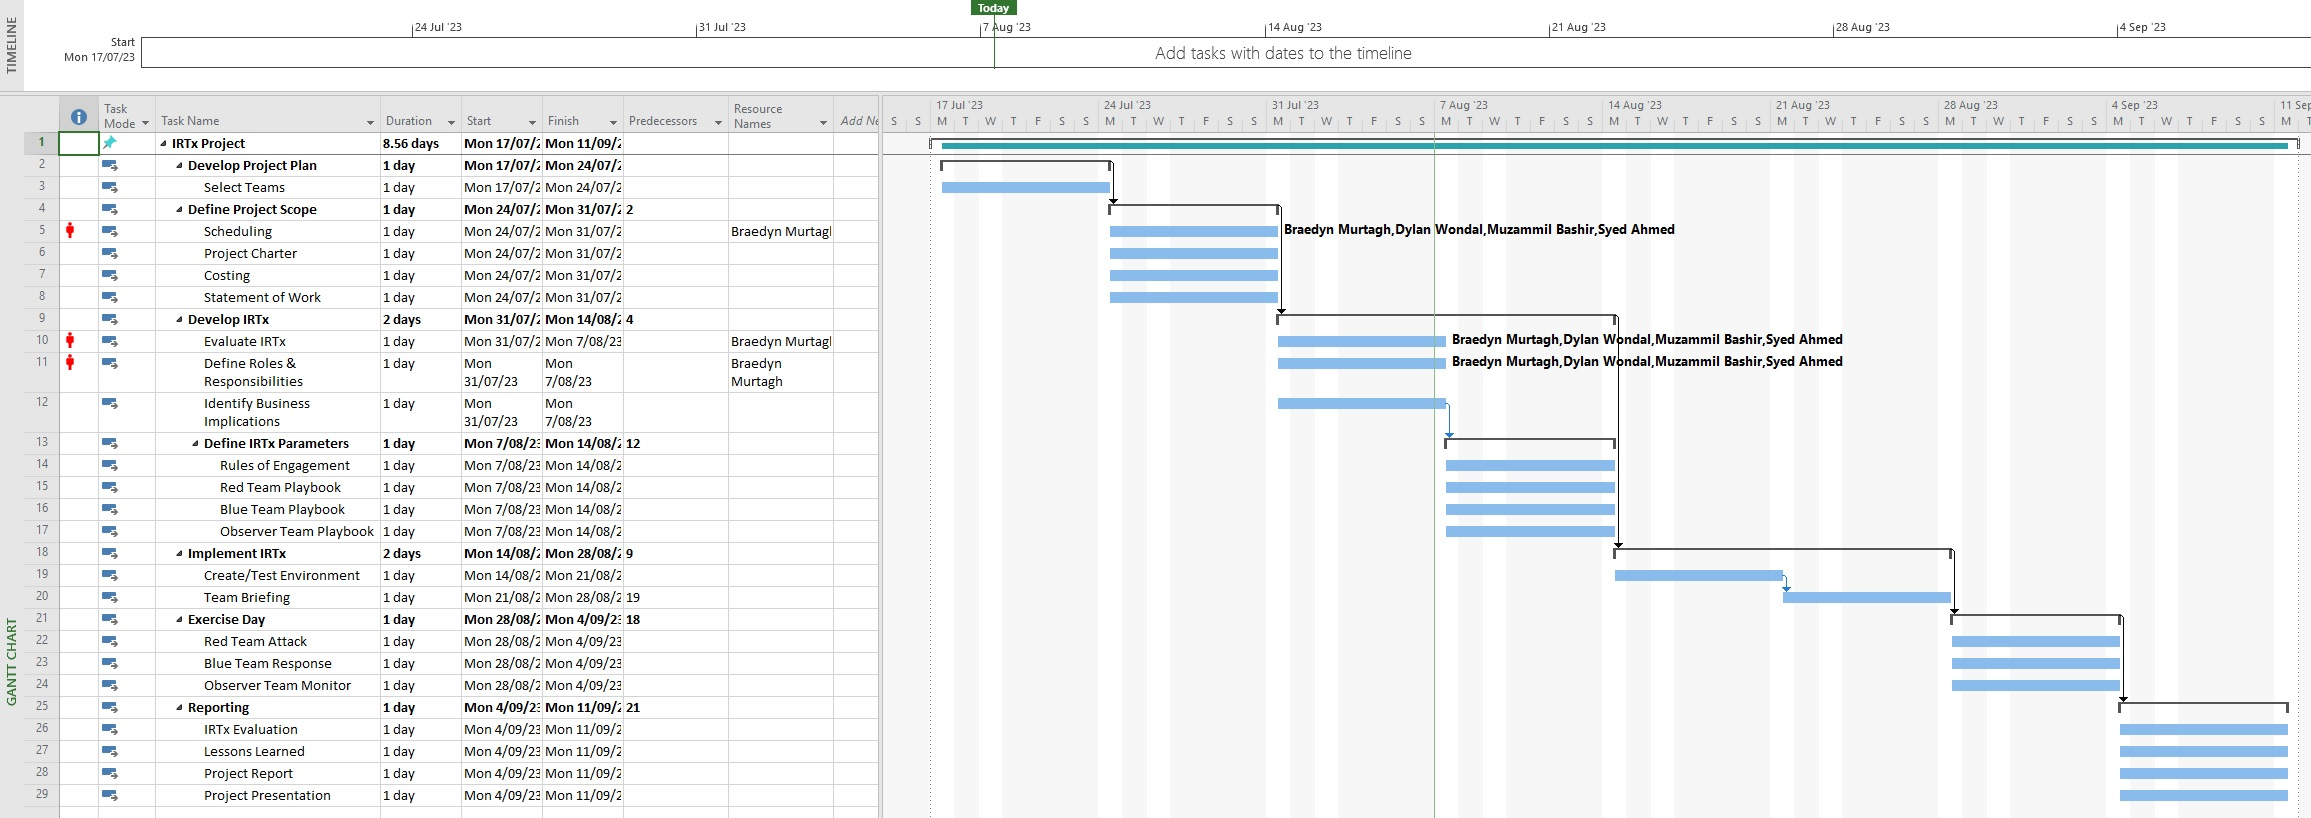 TIMELINE
Today
24 Jul '23 31 Jul '23 7 Aug '23 14 Aug '23 21 Aug '23 28 Aug '23 4 Sep '23
Start
Mon 17/07/23
Add tasks with dates to the timeline
GANTT CHART
Task Mode Task Name Duration Start Finish Predecessors Resource Names Add Ne
17 Jul '23 24 Jul '23 31 Jul '23 7 Aug '23 14 Aug '23 21 Aug '23 28 Aug '23 4 Sep '23 11 Sep
S S M T W T F S S M T W T F S S M T W T F S S M T W T F S S M T W T F S S M T W T F S S M T W T F S S M T W T F S S M T
1 IRTx Project 8.56 days Mon 17/07/2 Mon 11/09/2
2 Develop Project Plan 1 day Mon 17/07/2 Mon 24/07/2
3 Select Teams 1 day Mon 17/07/2 Mon 24/07/2
4 Define Project Scope 1 day Mon 24/07/2 Mon 31/07/2 2
5 Scheduling 1 day Mon 24/07/2 Mon 31/07/2 Braedyn Murtagl Braedyn Murtagh,Dylan Wondal,Muzammil Bashir,Syed Ahmed
6 Project Charter 1 day Mon 24/07/2 Mon 31/07/2
7 Costing 1 day Mon 24/07/2 Mon 31/07/2
8 Statement of Work 1 day Mon 24/07/2 Mon 31/07/2
9 Develop IRTx 2 days Mon 31/07/2 Mon 14/08/2 4
10 Evaluate IRTx 1 day Mon 31/07/2 Mon 7/08/23 Braedyn Murtagl Braedyn Murtagh,Dylan Wondal,Muzammil Bashir,Syed Ahmed
11 Define Roles & 1 day Mon Mon Braedyn Braedyn Murtagh,Dylan Wondal,Muzammil Bashir,Syed Ahmed
Responsibilities 31/07/23 7/08/23 Murtagh
12 Identify Business 1 day Mon Mon
Implications 31/07/23 7/08/23
13 Define IRTx Parameters 1 day Mon 7/08/23 Mon 14/08/2 12
14 Rules of Engagement 1 day Mon 7/08/23 Mon 14/08/2
15 Red Team Playbook 1 day Mon 7/08/23 Mon 14/08/2
16 Blue Team Playbook 1 day Mon 7/08/23 Mon 14/08/2
17 Observer Team Playbook 1 day Mon 7/08/23 Mon 14/08/2
18 Implement IRTx 2 days Mon 14/08/2 Mon 28/08/2 9
19 Create/Test Environment 1 day Mon 14/08/2 Mon 21/08/2
20 Team Briefing 1 day Mon 21/08/2 Mon 28/08/2 19
21 Exercise Day 1 day Mon 28/08/2 Mon 4/09/23 18
22 Red Team Attack 1 day Mon 28/08/2 Mon 4/09/23
23 Blue Team Response 1 day Mon 28/08/2 Mon 4/09/23
24 Observer Team Monitor 1 day Mon 28/08/2 Mon 4/09/23
25 Reporting 1 day Mon 4/09/23 Mon 11/09/2 21
26 IRTx Evaluation 1 day Mon 4/09/23 Mon 11/09/2
27 Lessons Learned 1 day Mon 4/09/23 Mon 11/09/2
28 Project Report 1 day Mon 4/09/23 Mon 11/09/2
29 Project Presentation 1 day Mon 4/09/23 Mon 11/09/2